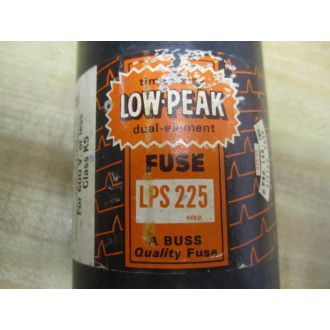 LOW-PEAK
dual-element
FUSE
LPS 225
A BUSS
Quality Fuse
For 600 V. or less
Class K5